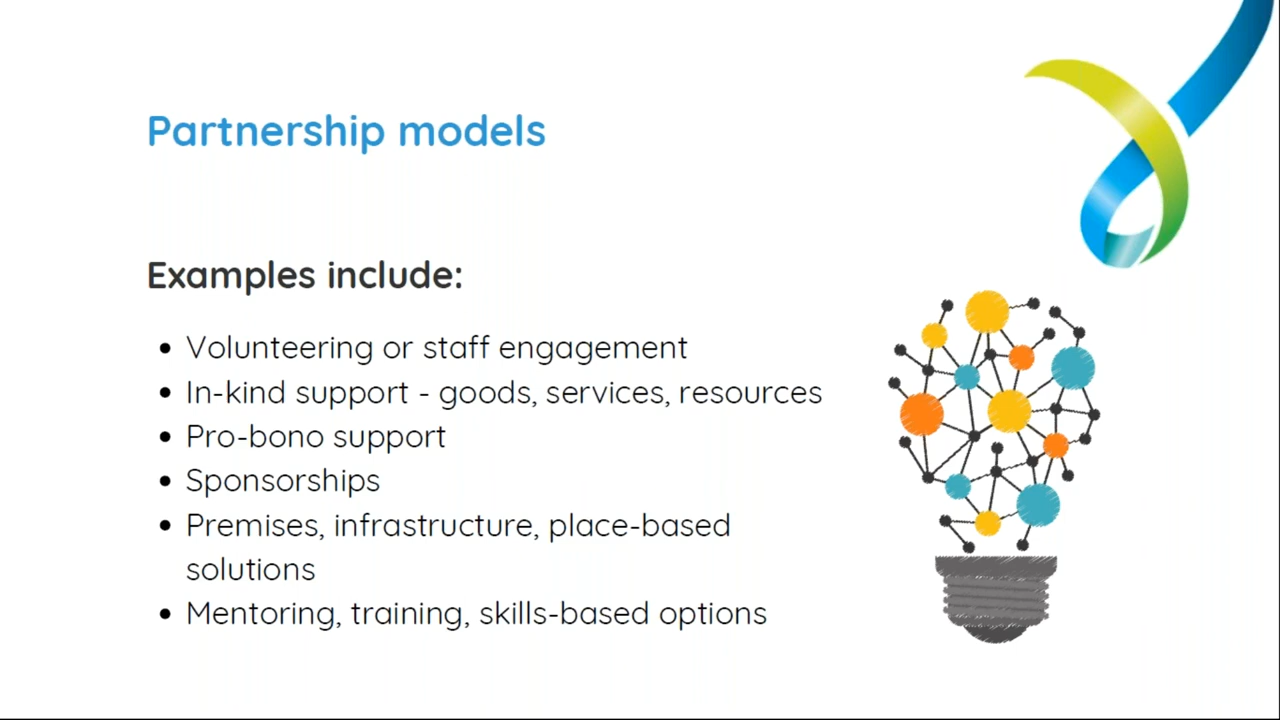 Partnership models
Examples include:
• Volunteering or staff engagement
• In-kind support - goods, services, resources
• Pro-bono support
• Sponsorships
• Premises, infrastructure, place-based
solutions
• Mentoring, training, skills-based options